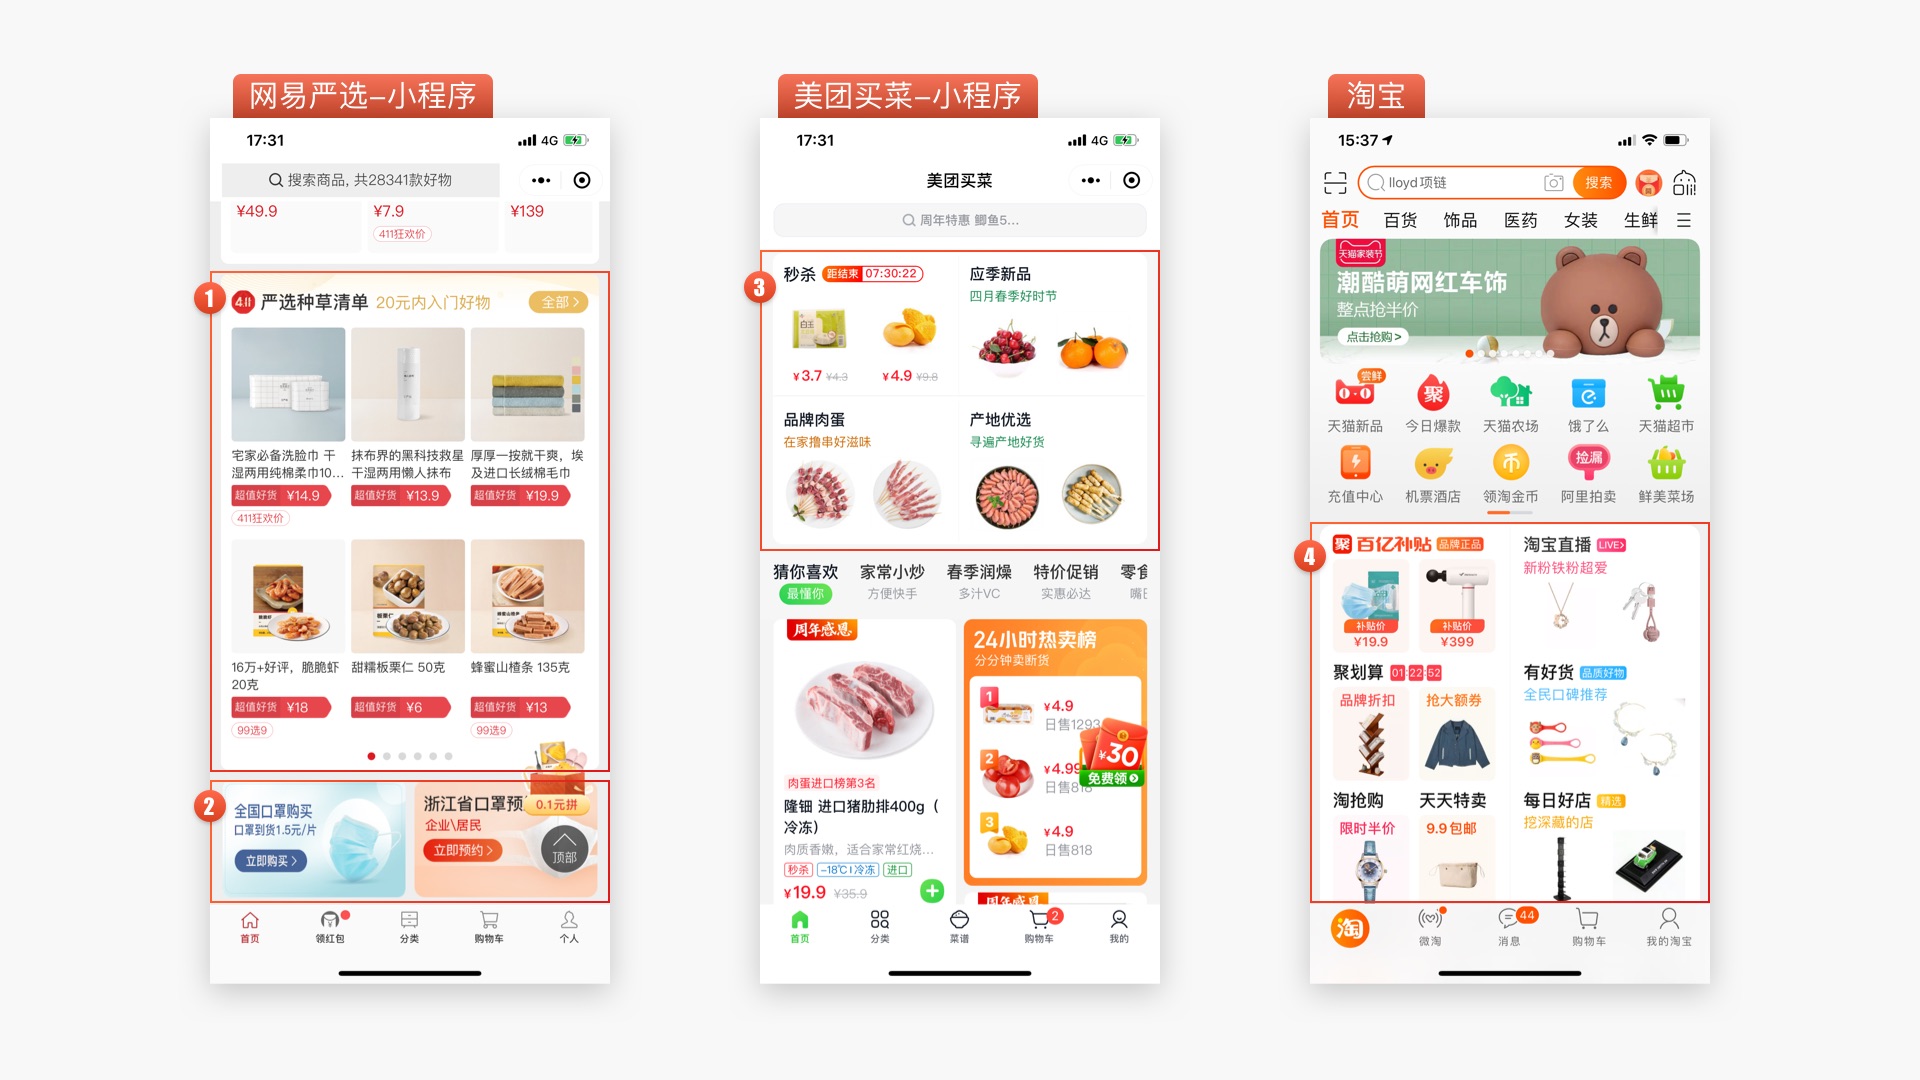 网易严选-小程序
17:31
4G
搜索商品, 共28341款好物
¥49.9
¥7.9
¥139
411狂欢价
1
4.11
严选种草清单
20元内入门好物
全部 >
宅家必备洗脸巾 干
湿两用纯棉柔巾10...
超值好货 ¥14.9
411狂欢价
抹布界的黑科技救星
干湿两用懒人抹布
超值好货 ¥13.9
厚厚一按就干爽，埃
及进口长绒棉毛巾
超值好货 ¥19.9
16万+好评，脆脆虾
20克
超值好货 ¥18
99选9
甜糯板栗仁 50克
超值好货 ¥6
蜂蜜山楂条 135克
超值好货 ¥13
99选9
2
全国口罩购买
口罩到货1.5元/片
立即购买 >
浙江省口罩预
企业\居民
立即预约 >
0.1元拼
顶部
首页
领红包
分类
购物车
个人
美团买菜-小程序
17:31
4G
美团买菜
周年特惠 鲫鱼5...
3
秒杀
距结束 07:30:22
白玉
¥3.7 ¥4.3
¥4.9 ¥9.8
应季新品
四月春季好时节
品牌肉蛋
在家撸串好滋味
产地优选
寻遍产地好货
猜你喜欢 家常小炒 春季润燥 特价促销 零食
最懂你 方便快手 多汁VC 实惠必达
周年感恩
肉蛋进口榜第3名
隆钿 进口猪肋排400g（
冷冻）
肉质香嫩，适合家常红烧...
秒杀 -18℃|冷冻 进口
¥19.9 ¥35.9
24小时热卖榜
分分钟卖断货
1
¥4.9
日售1293
2
¥4.99
日售818
3
¥4.9
日售818
¥30
免费领
周年感恩
首页
分类
菜谱
购物车
2
我的
淘宝
15:37
lloyd项链
搜索
首页 百货 饰品 医药 女装 生鲜
天猫家装节
潮酷萌网红车饰
整点抢半价
点击抢购>
尝鲜
聚
币
捡漏
天猫新品 今日爆款 天猫农场 饿了么 天猫超市
充值中心 机票酒店 领淘金币 阿里拍卖 鲜美菜场
4
聚 百亿补贴 品牌正品
补贴价
¥19.9
补贴价
¥399
淘宝直播 LIVE>
新粉铁粉超爱
聚划算 01:22:52
品牌折扣 抢大额券
有好货 品质好物
全民口碑推荐
淘抢购 天天特卖
限时半价 9.9包邮
每日好店 精选
挖深藏的店
淘
微淘
消息
44
购物车
我的淘宝